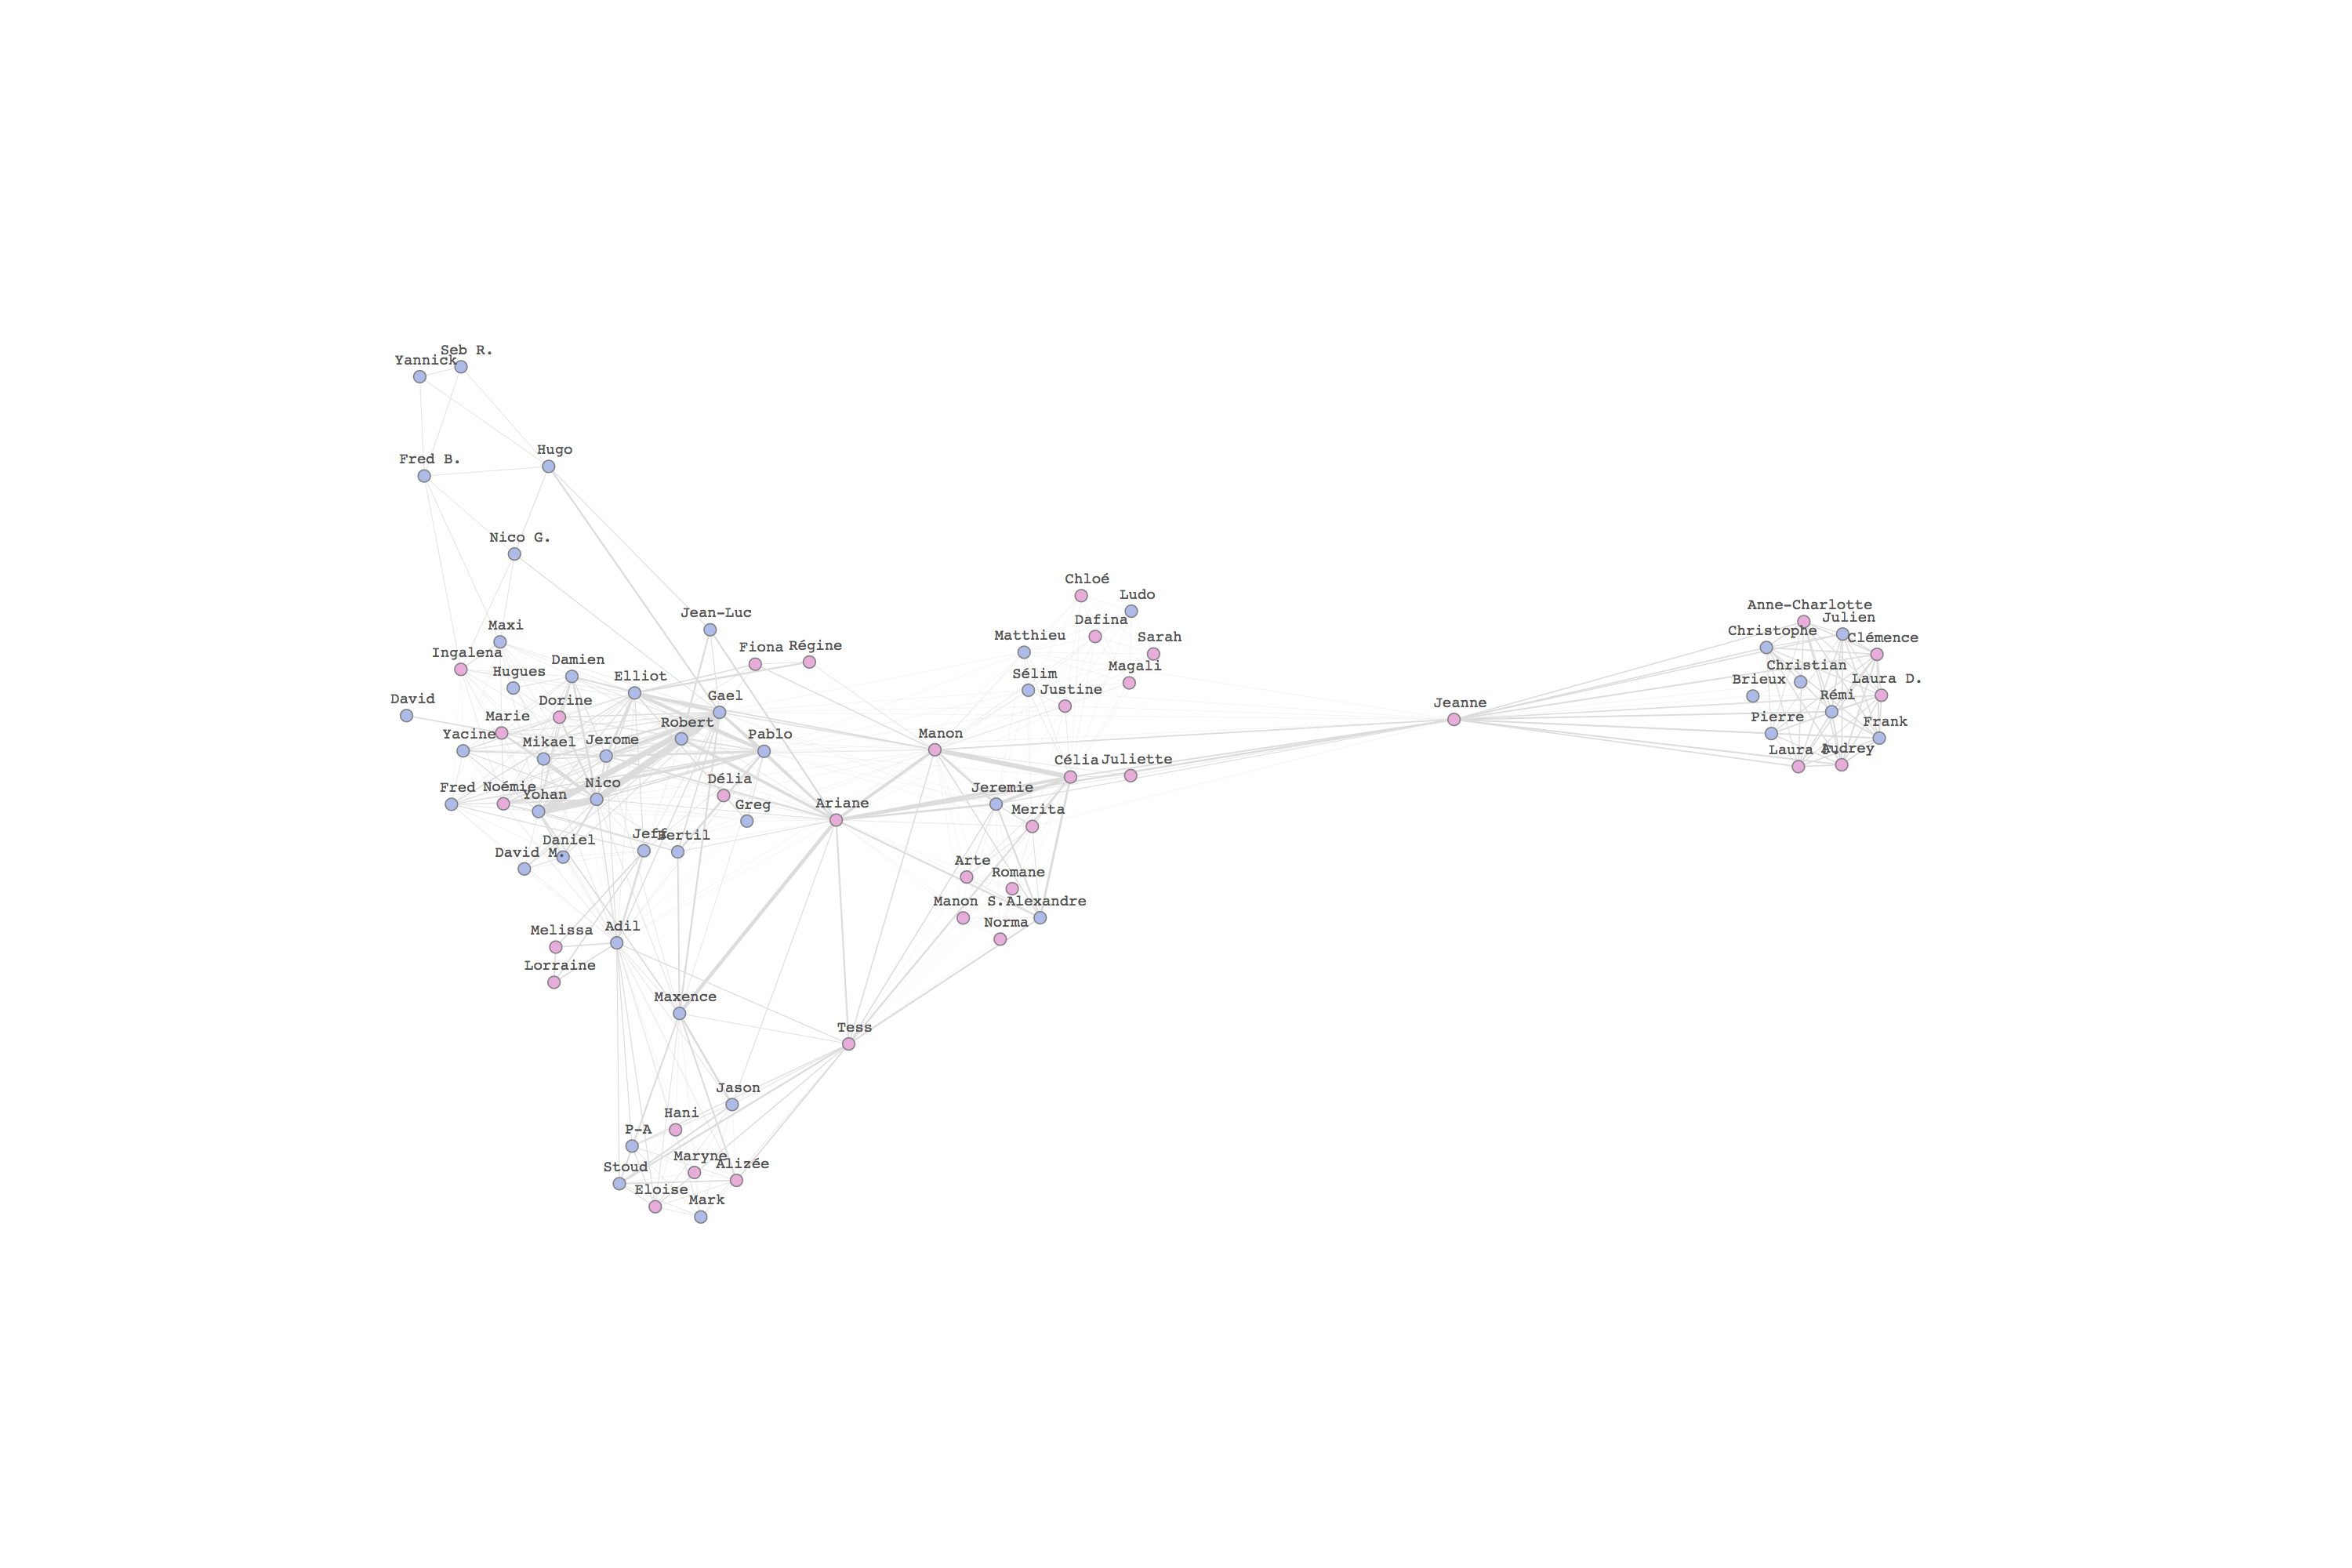 Seb R.
Yannick
Hugo
Fred B.
Nico G.
Chloé
Ludo
Anne-Charlotte
Jean-Luc
Julien
Dafina
Maxi
Christophe
Matthieu
Sarah
Clémence
Fiona
Régine
Ingalena
Damien
Magali
Christian
Hugues
Elliot
Sélim
Brieux
Laura D.
Justine
Gael
Rémi
David
Dorine
Jeanne
Marie
Robert
Pierre
Frank
Yacine
Mikael
Jerome
Pablo
Manon
Laura
Audrey
Célia
Juliette
Délia
Fred
Noémie
Yohan
Nico
Jeremie
Greg
Ariane
Merita
Daniel
Jeff
Bertil
David M.
Arte
Romane
Manon S.
Alexandre
Norma
Melissa
Adil
Lorraine
Maxence
Tess
Jason
Hani
P-A
Maryne
Alizée
Stoud
Eloise
Mark